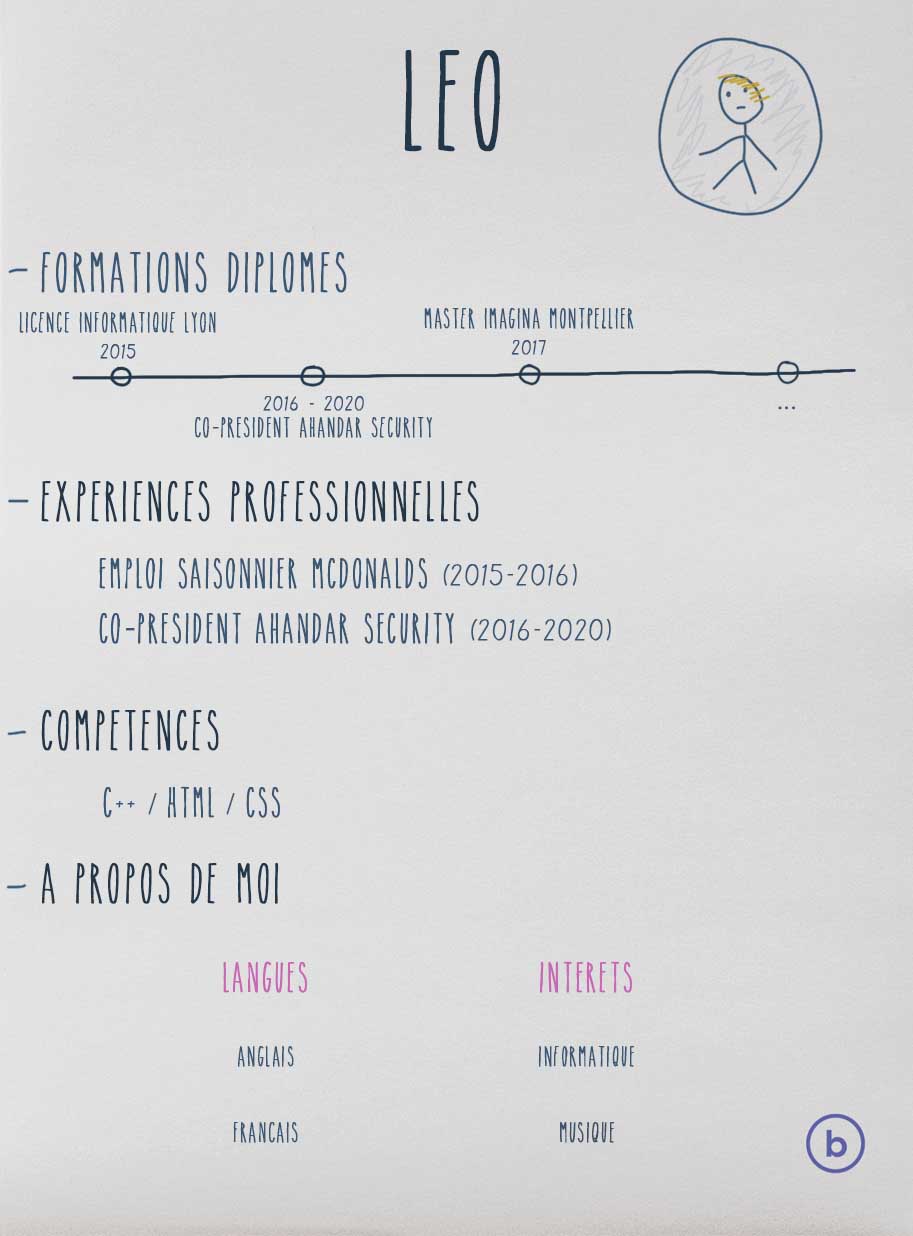 LEO
- FORMATIONS DIPLOMES
LICENCE INFORMATIQUE LYON
2015
MASTER IMAGINA MONTPELLIER
2017
2016 - 2020
CO-PRESIDENT AHANDAR SECURITY
...
- EXPERIENCES PROFESSIONNELLES
EMPLOI SAISONNIER MCDONALDS (2015-2016)
CO-PRESIDENT AHANDAR SECURITY (2016-2020)
- COMPETENCES
C++ / HTML / CSS
- A PROPOS DE MOI
LANGUES
ANGLAIS
FRANCAIS
INTERETS
INFORMATIQUE
MUSIQUE
b